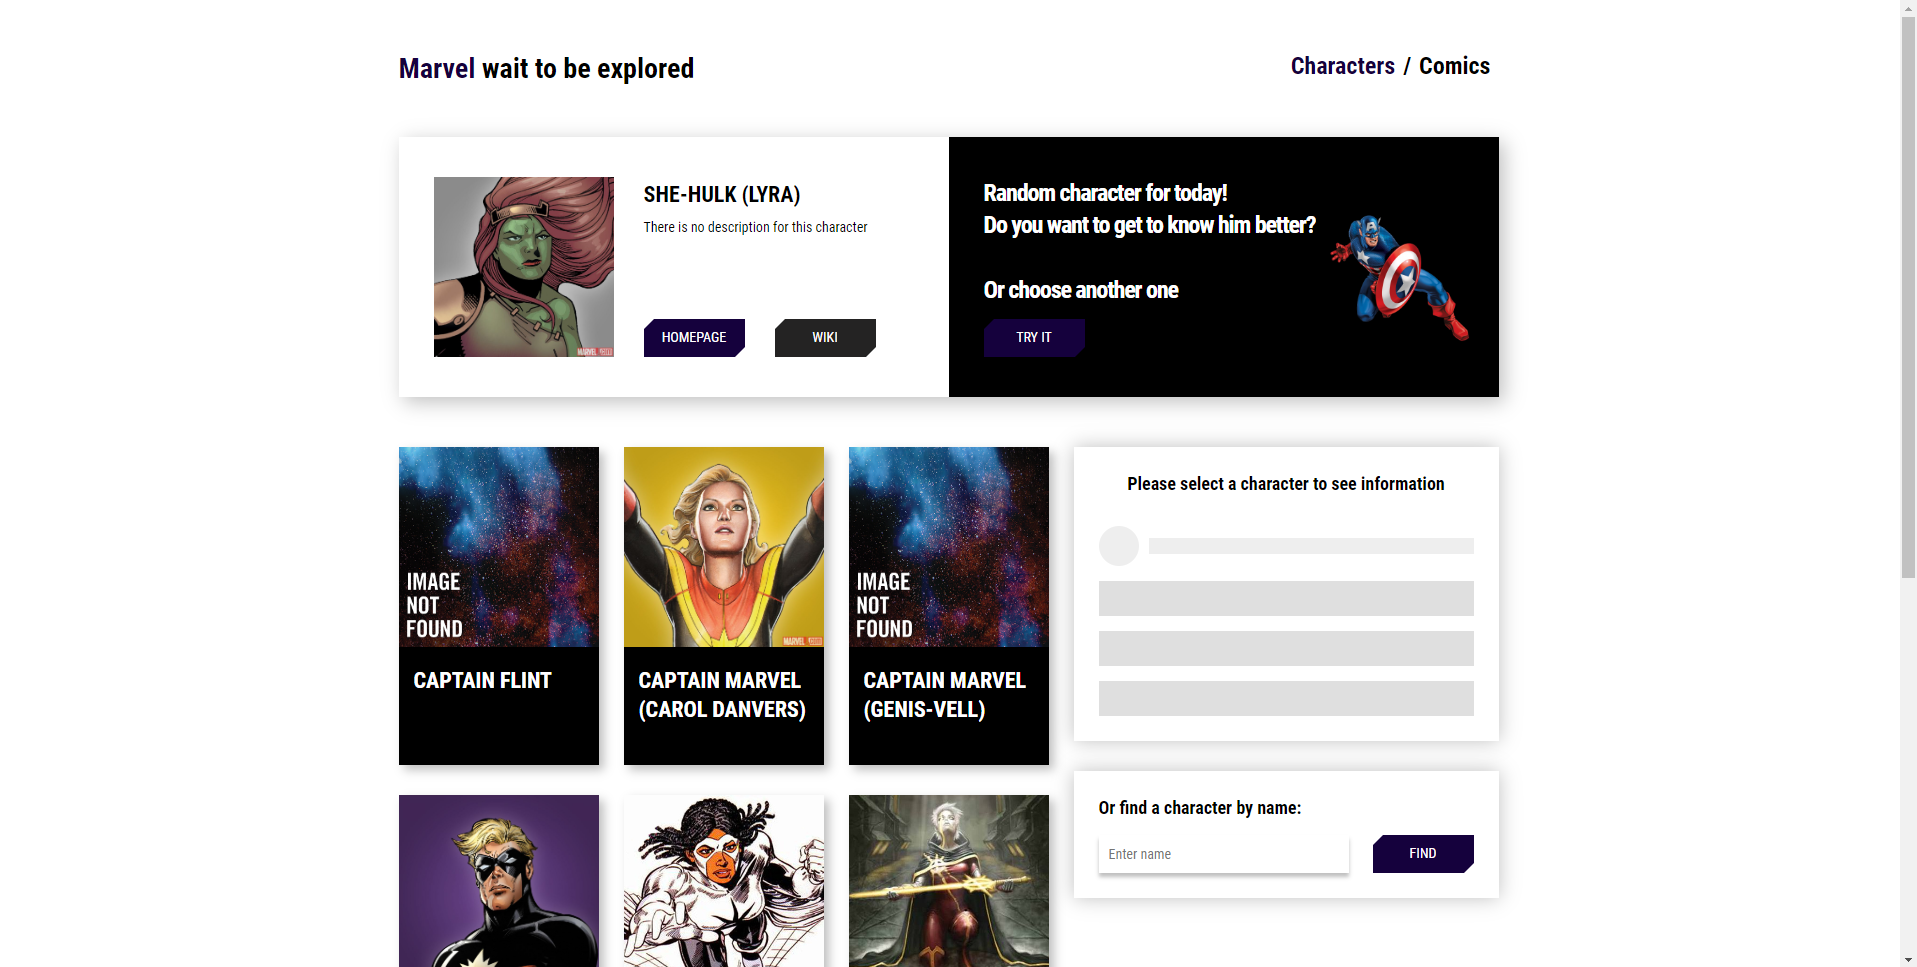 Marvel wait to be explored
Characters / Comics
SHE-HULK (LYRA)
There is no description for this character
HOMEPAGE
WIKI
Random character for today!
Do you want to get to know him better?
Or choose another one
TRY IT
IMAGE
NOT
FOUND
CAPTAIN FLINT
CAPTAIN MARVEL
(CAROL DANVERS)
IMAGE
NOT
FOUND
CAPTAIN MARVEL
(GENIS-VELL)
Please select a character to see information
Or find a character by name:
Enter name
FIND